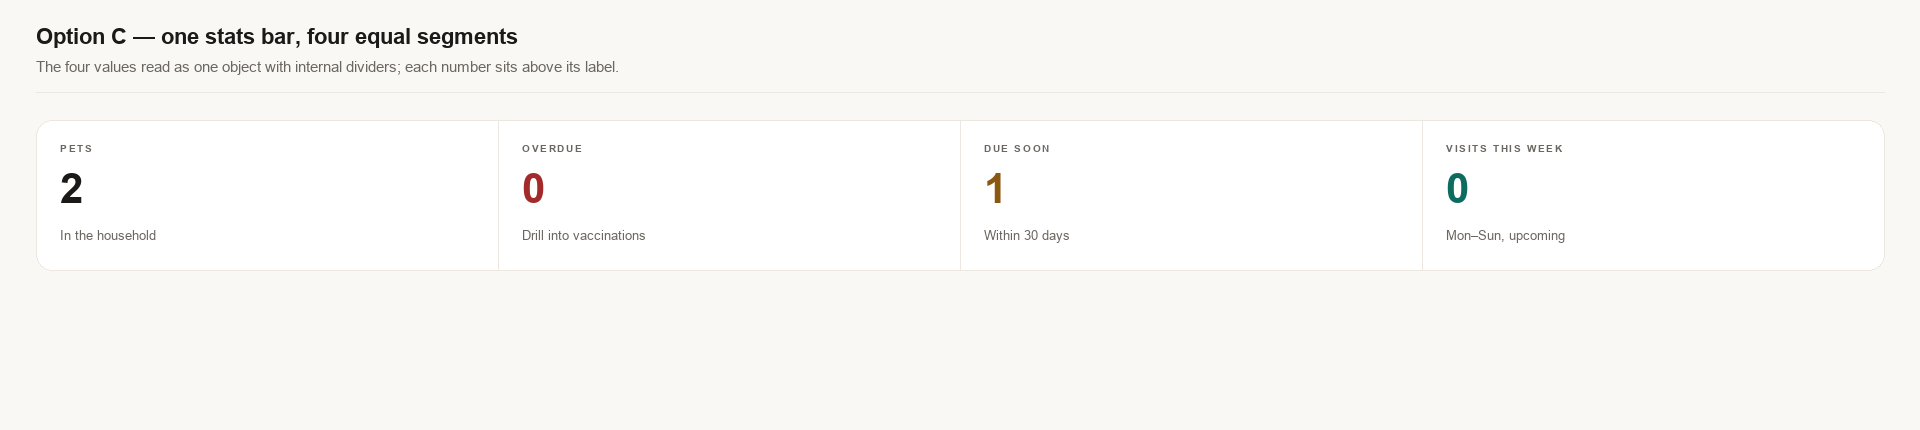 Option C — one stats bar, four equal segments
The four values read as one object with internal dividers; each number sits above its label.
PETS
2
In the household
OVERDUE
0
Drill into vaccinations
DUE SOON
1
Within 30 days
VISITS THIS WEEK
0
Mon–Sun, upcoming